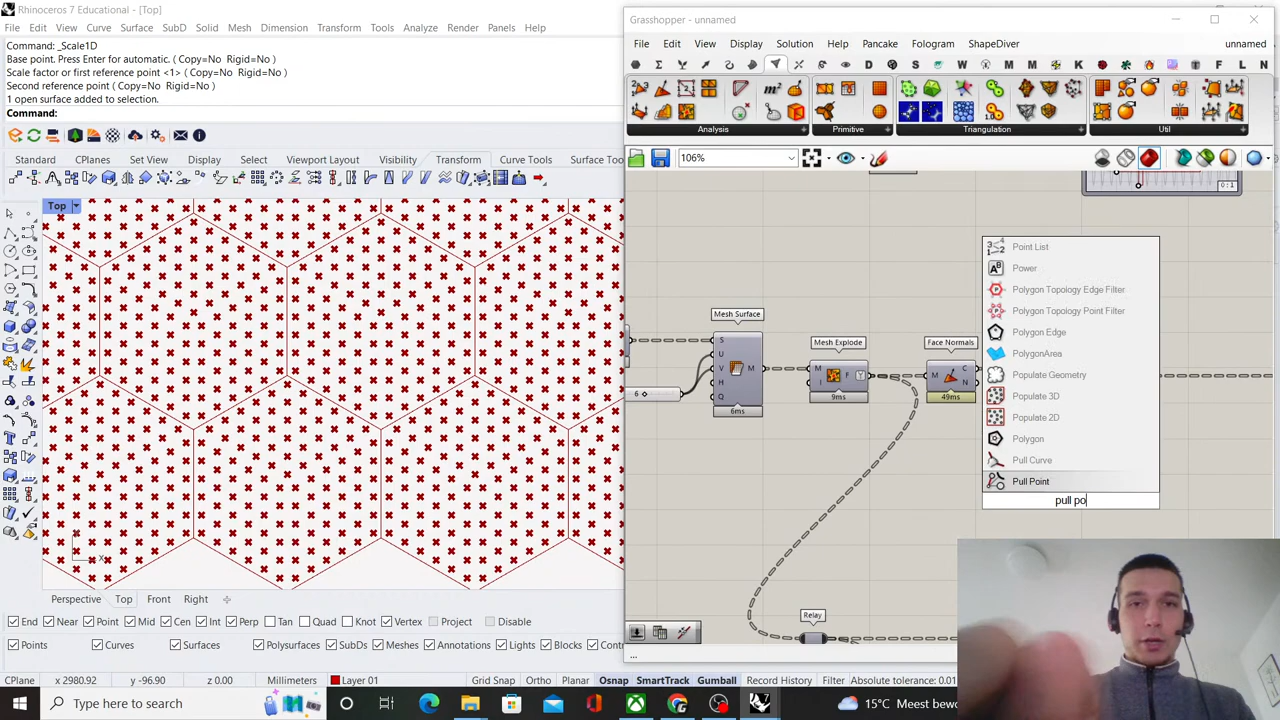 Rhinoceros 7 Educational - [Top]
File Edit View Curve Surface SubD Solid Mesh Dimension Transform Tools Analyze Render Panels Help
Command: _Scale1D
Base point. Press Enter for automatic. ( Copy=No Rigid=No )
Scale factor or first reference point <1> ( Copy=No Rigid=No )
Second reference point ( Copy=No Rigid=No )
1 open surface added to selection.
Command:
Standard CPlanes Set View Display Select Viewport Layout Visibility Transform Curve Tools Surface Too
Top
x
Perspective Top Front Right
End Near Point Mid Cen Int Perp Tan Quad Knot Vertex Project Disable
Points Curves Surfaces Polysurfaces SubDs Meshes Annotations Lights Blocks Contr
CPlane x 2980.92 y -96.90 z 0.00 Millimeters Layer 01 Grid Snap Ortho Planar Osnap SmartTrack Gumball Record History Filter Absolute tolerance: 0.01
Grasshopper - unnamed
File Edit View Display Solution Help Pancake Fologram ShapeDiver unnamed
Analysis Primitive Triangulation Util
106%
0:1
Mesh Surface
S
U
V
H
Q
M
6ms
6
Mesh Explode
M
I
F
9ms
Face Normals
M
C
N
49ms
Point List
Power
Polygon Topology Edge Filter
Polygon Topology Point Filter
Polygon Edge
PolygonArea
Populate Geometry
Populate 3D
Populate 2D
Polygon
Pull Curve
Pull Point
pull po
Relay
...
Type here to search
15°C Meest bewo